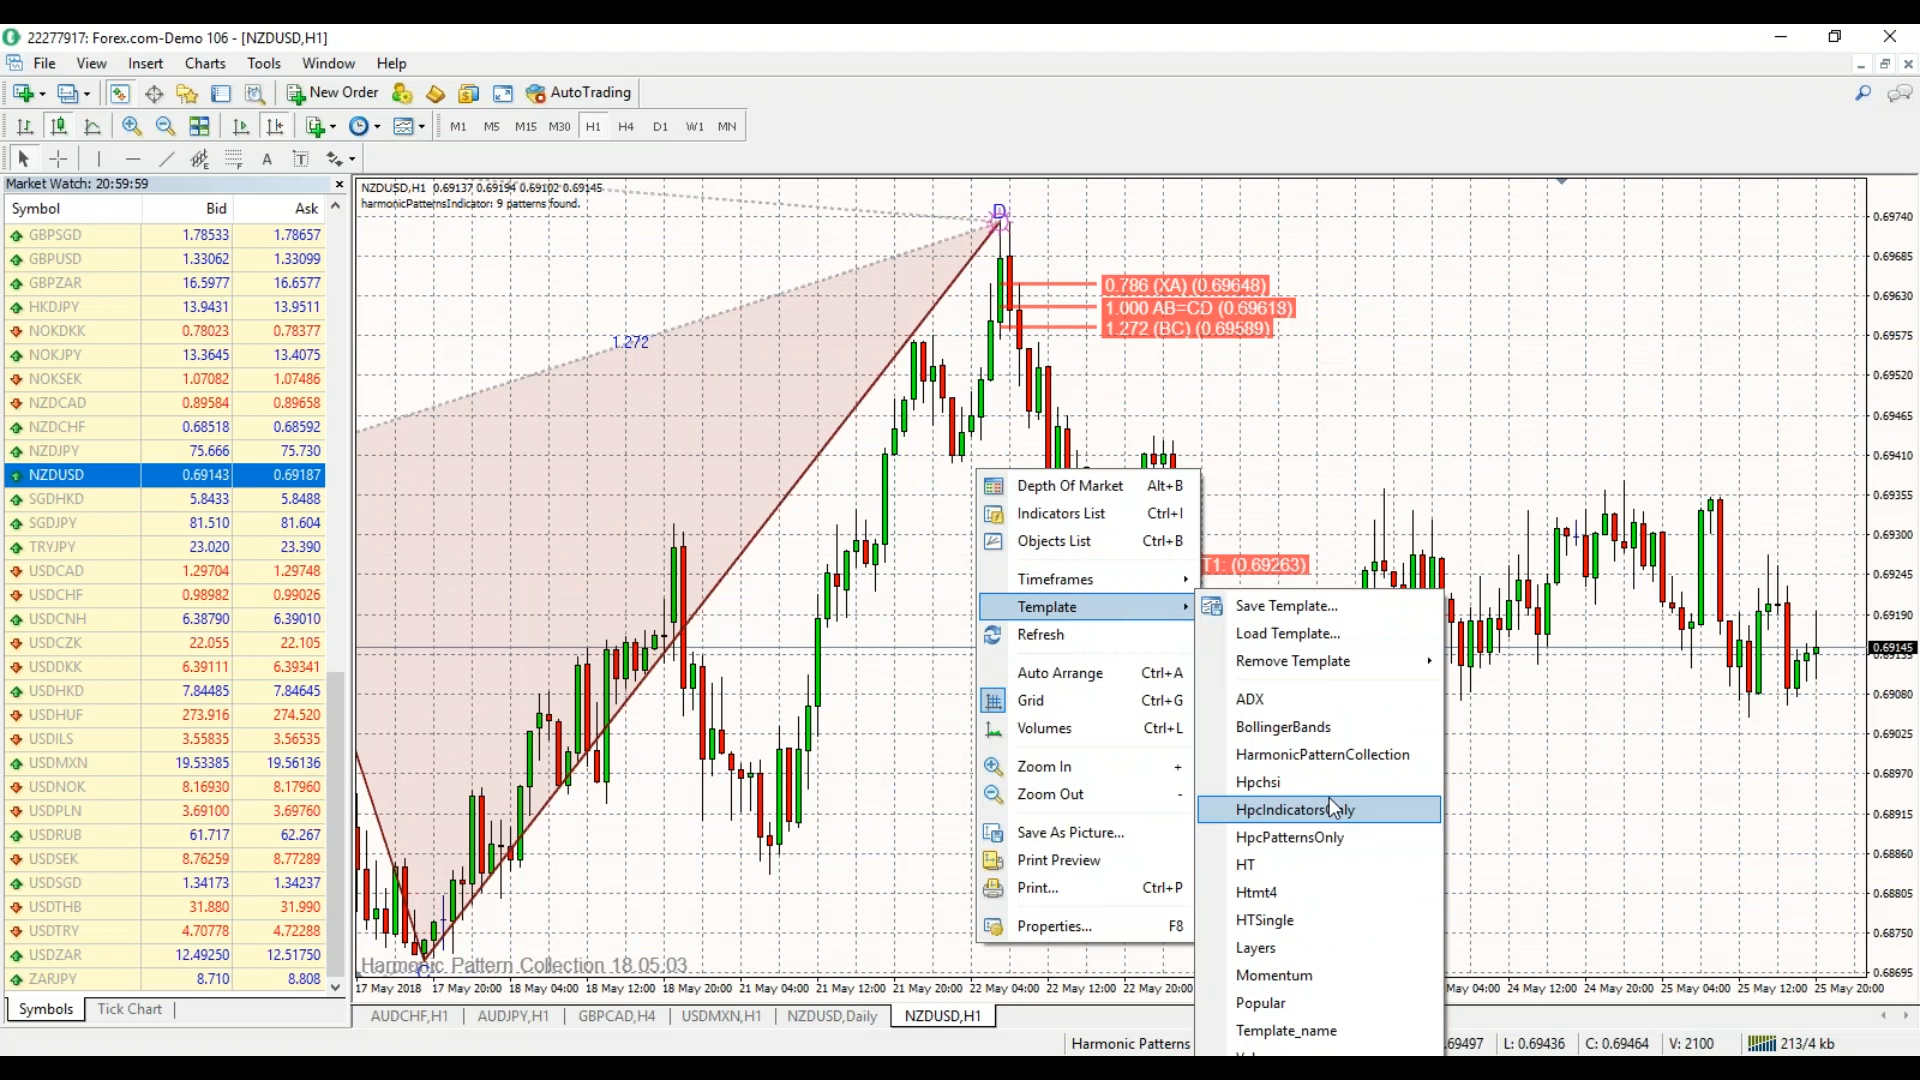 22277917: Forex.com-Demo 106 - [NZDUSD,H1]
File View Insert Charts Tools Window Help
New Order AutoTrading
M1 M5 M15 M30 H1 H4 D1 W1 MN
A T
Market Watch: 20:59:59
Symbol Bid Ask
GBPSGD 1.78533 1.78657
GBPUSD 1.33062 1.33099
GBPZAR 16.5977 16.6577
HKDJPY 13.9431 13.9511
NOKDKK 0.78023 0.78377
NOKJPY 13.3645 13.4075
NOKSEK 1.07082 1.07486
NZDCAD 0.89584 0.89658
NZDCHF 0.68518 0.68592
NZDJPY 75.666 75.730
NZDUSD 0.69143 0.69187
SGDHKD 5.8433 5.8488
SGDJPY 81.510 81.604
TRYJPY 23.020 23.390
USDCAD 1.29704 1.29748
USDCHF 0.98982 0.99026
USDCNH 6.38790 6.39010
USDCZK 22.055 22.105
USDDKK 6.39111 6.39341
USDHKD 7.84485 7.84645
USDHUF 273.916 274.520
USDILS 3.55835 3.56535
USDMXN 19.53385 19.56136
USDNOK 8.16930 8.17960
USDPLN 3.69100 3.69760
USDRUB 61.717 62.267
USDSEK 8.76259 8.77289
USDSGD 1.34173 1.34237
USDTHB 31.880 31.990
USDTRY 4.70778 4.72288
USDZAR 12.49250 12.51750
ZARJPY 8.710 8.808
Symbols Tick Chart
NZDUSD,H1 0.69137 0.69194 0.69102 0.69145
harmonicPatternsIndicator: 9 patterns found.
D
0.786 (XA) (0.69648)
1.000 AB=CD (0.69618)
1.272 (BC) (0.69589)
1.272
T1: (0.69263)
Depth Of Market Alt+B
Indicators List Ctrl+I
Objects List Ctrl+B
Timeframes
Template
Refresh
Auto Arrange Ctrl+A
Grid Ctrl+G
Volumes Ctrl+L
Zoom In +
Zoom Out -
Save As Picture...
Print Preview
Print... Ctrl+P
Properties... F8
Save Template...
Load Template...
Remove Template
ADX
BollingerBands
HarmonicPatternCollection
Hpchsi
HpcIndicatorsOnly
HpcPatternsOnly
HT
Htmt4
HTSingle
Layers
Momentum
Popular
Template_name
0.69740
0.69685
0.69630
0.69575
0.69520
0.69465
0.69410
0.69355
0.69300
0.69245
0.69190
0.69145
0.69135
0.69080
0.69025
0.68970
0.68915
0.68860
0.68805
0.68750
0.68695
Harmonic Pattern Collection 18.05.03
17 May 2018 17 May 20:00 18 May 04:00 18 May 12:00 18 May 20:00 21 May 04:00 21 May 12:00 21 May 20:00 22 May 04:00 22 May 12:00 22 May 20:00 May 04:00 24 May 12:00 24 May 20:00 25 May 04:00 25 May 12:00 25 May 20:00
AUDCHF,H1 AUDJPY,H1 GBPCAD,H4 USDMXN,H1 NZDUSD,Daily NZDUSD,H1
Harmonic Patterns 69497 L: 0.69436 C: 0.69464 V: 2100 213/4 kb